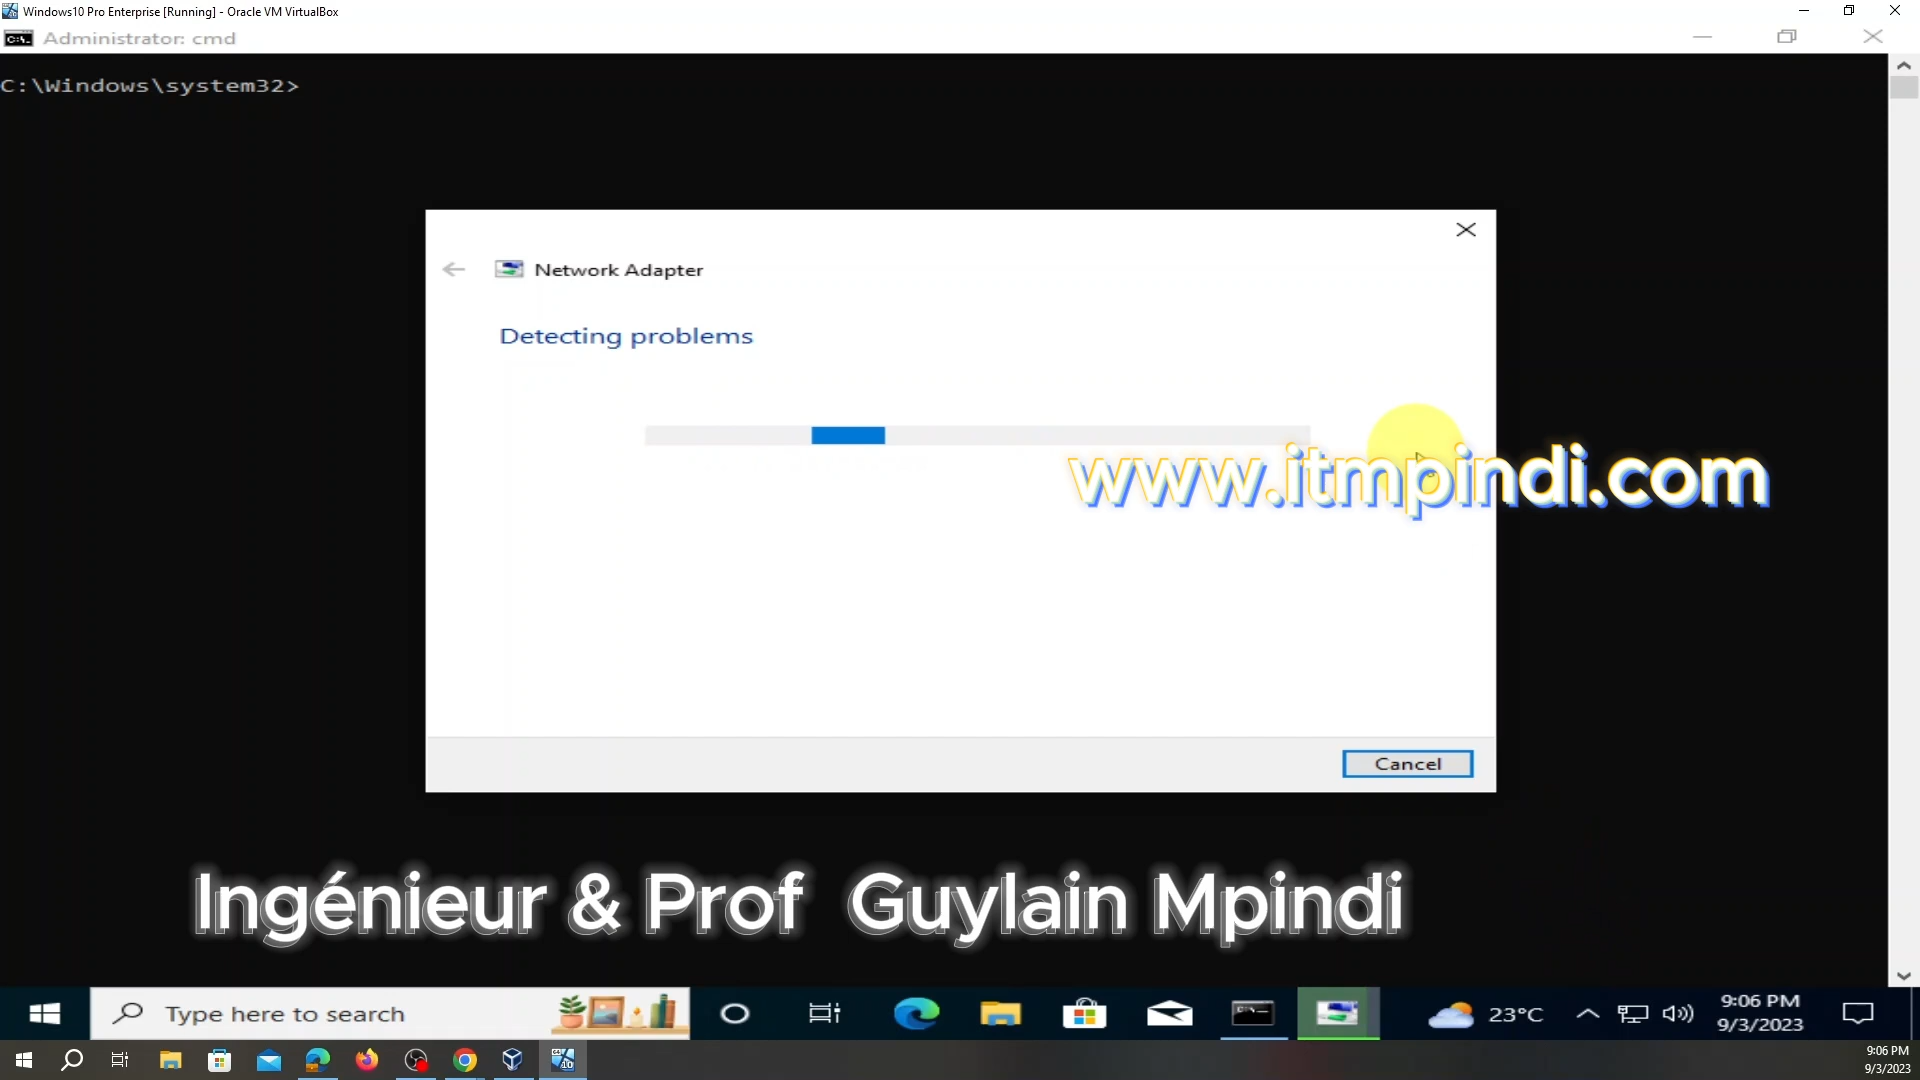 Windows10 Pro Enterprise [Running] - Oracle VM VirtualBox
Administrator: cmd
C:\Windows\system32>
Network Adapter
Detecting problems
www.itmpindi.com
Cancel
Ingénieur & Prof Guylain Mpindi
Type here to search
23°C
9:06 PM
9/3/2023
9:06 PM
9/3/2023